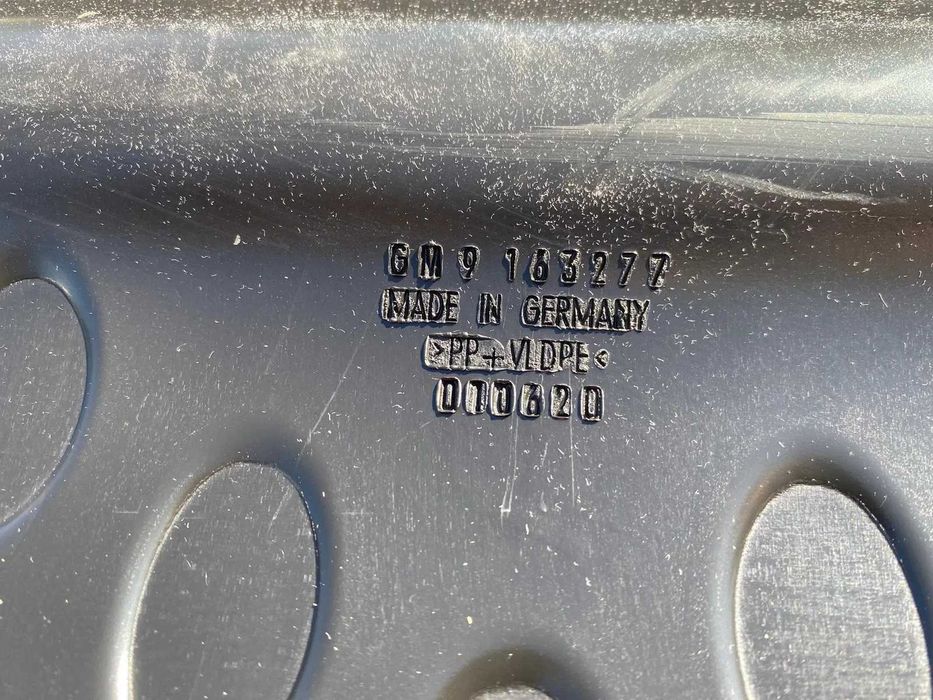 GM 9 163277
MADE IN GERMANY
>PP+VLDPE<
010620